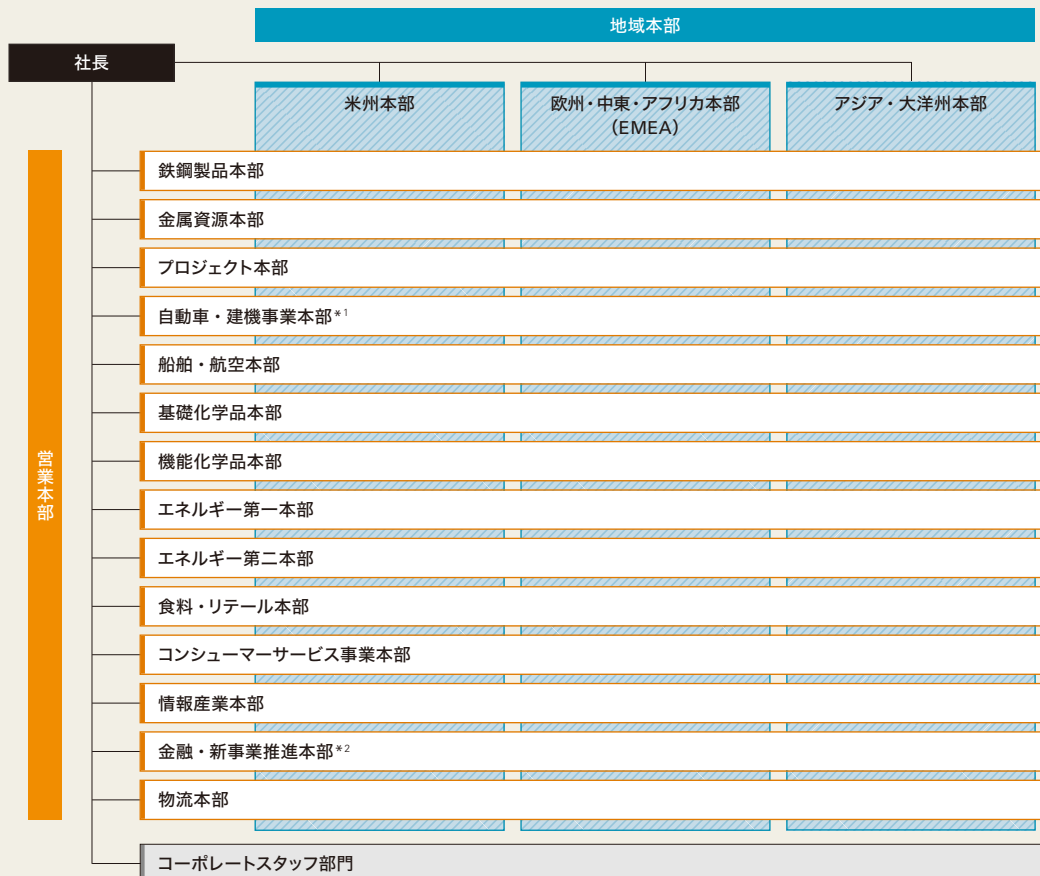 地域本部
社長
米州本部
欧州・中東・アフリカ本部
（EMEA）
アジア・大洋州本部
営業本部
鉄鋼製品本部
金属資源本部
プロジェクト本部
自動車・建機事業本部*1
船舶・航空本部
基礎化学品本部
機能化学品本部
エネルギー第一本部
エネルギー第二本部
食料・リテール本部
コンシューマーサービス事業本部
情報産業本部
金融・新事業推進本部*2
物流本部
コーポレートスタッフ部門